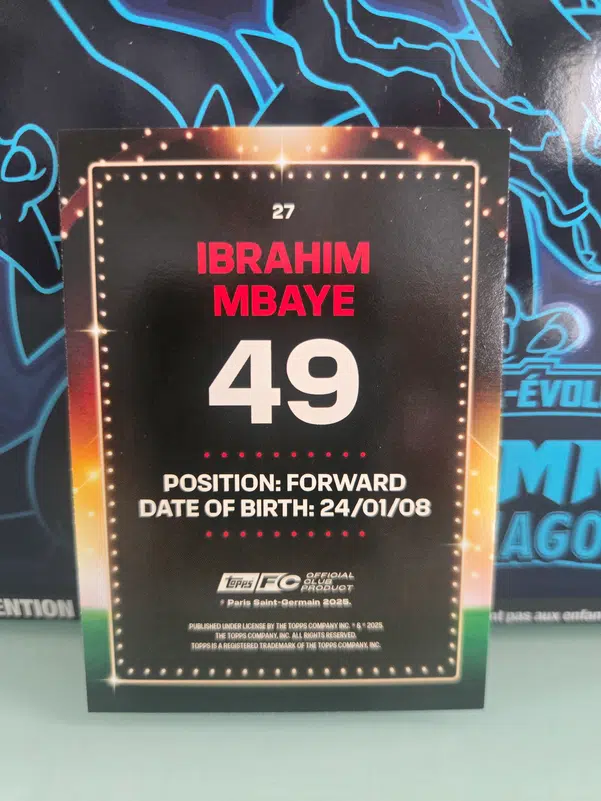 27
IBRAHIM
MBAYE
49
-ÉVOL
POSITION: FORWARD
DATE OF BIRTH: 24/01/08
AGO
Topps FC OFFICIAL
CLUB
PRODUCT
® Paris Saint-Germain 2025.
ENTION
nt pas aux enfan
PUBLISHED UNDER LICENSE BY THE TOPPS COMPANY INC. ® & © 2025
THE TOPPS COMPANY, INC. ALL RIGHTS RESERVED.
TOPPS IS A REGISTERED TRADEMARK OF THE TOPPS COMPANY, INC.